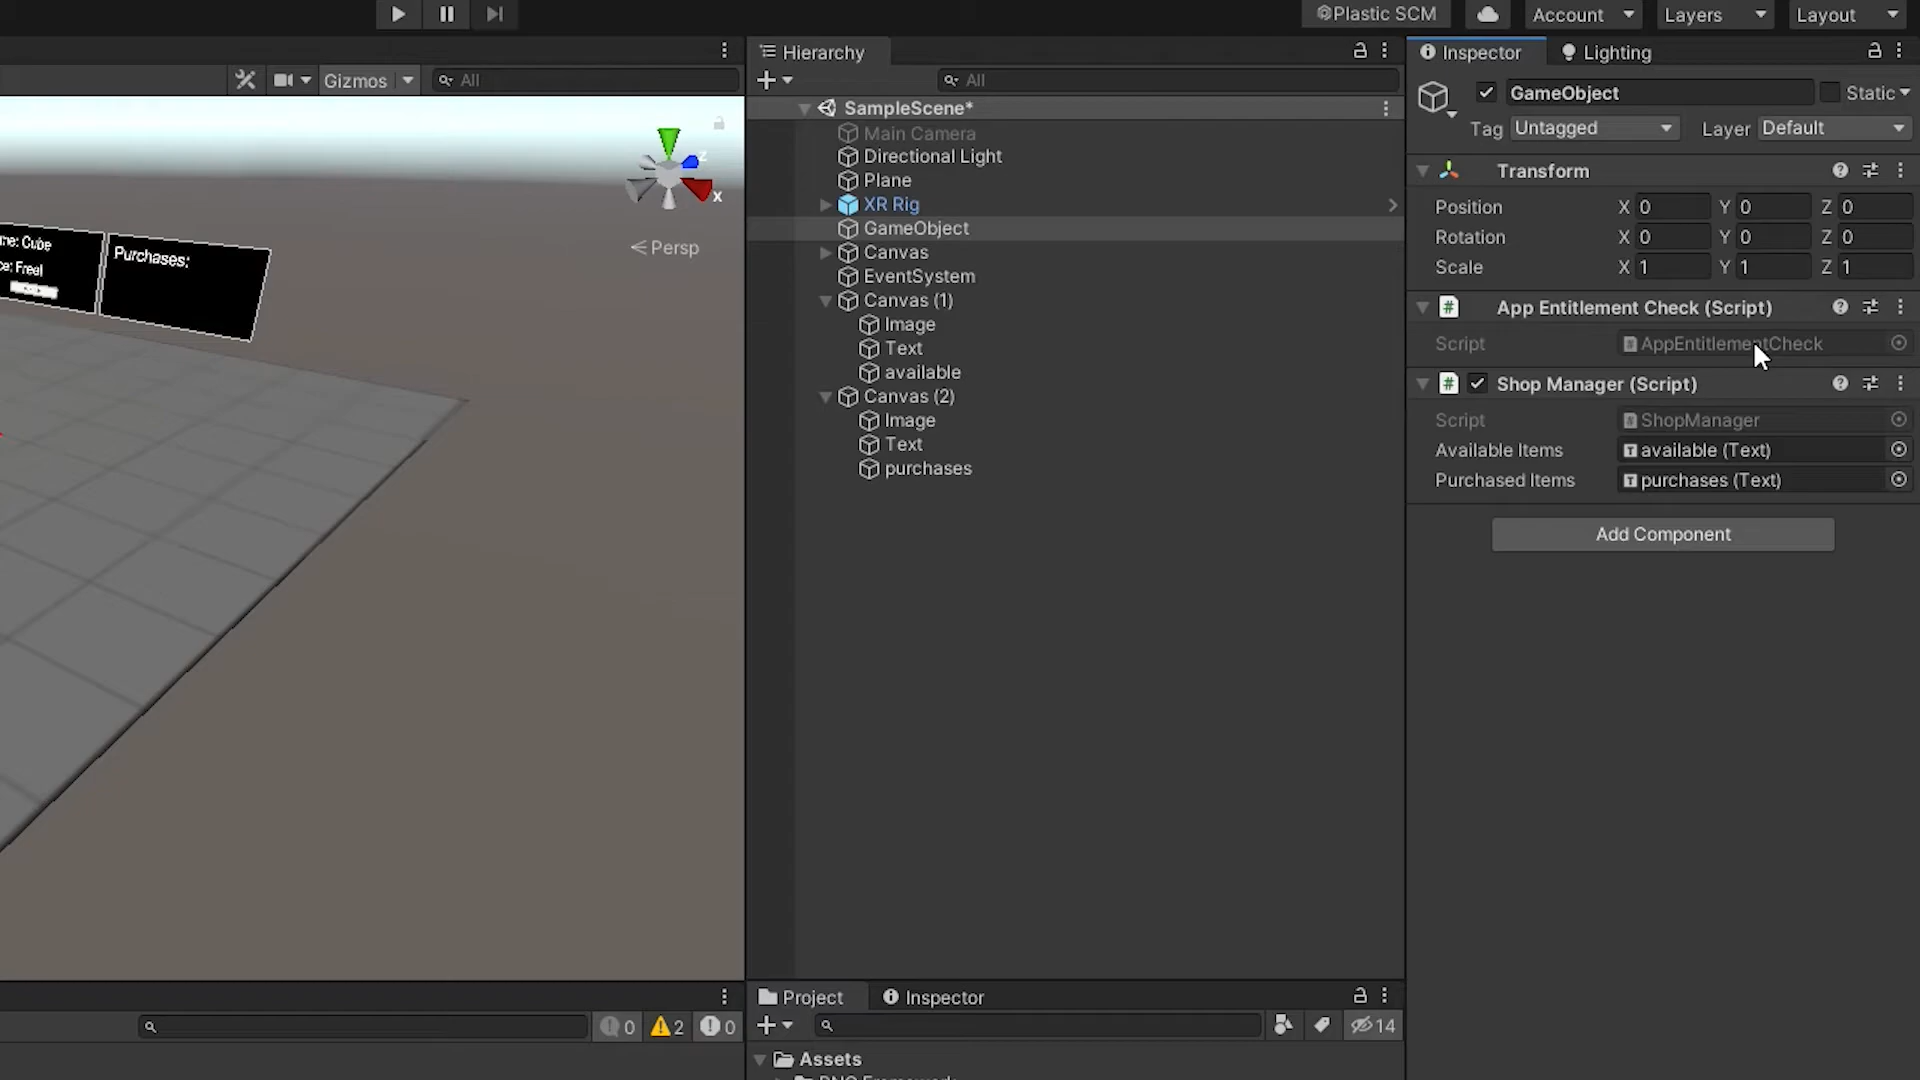 Plastic SCM
Account
Layers
Layout
Gizmos
All
Hierarchy
All
SampleScene*
Main Camera
Directional Light
Plane
XR Rig
GameObject
Canvas
EventSystem
Canvas (1)
Image
Text
available
Canvas (2)
Image
Text
purchases
z
x
Persp
me: Cube
ce: Free!
Purchases:
Inspector
Lighting
GameObject
Static
Tag Untagged
Layer Default
Transform
Position X 0 Y 0 Z 0
Rotation X 0 Y 0 Z 0
Scale X 1 Y 1 Z 1
# App Entitlement Check (Script)
Script AppEntitlementCheck
# Shop Manager (Script)
Script ShopManager
Available Items available (Text)
Purchased Items purchases (Text)
Add Component
0 2 0
Project
Inspector
14
Assets